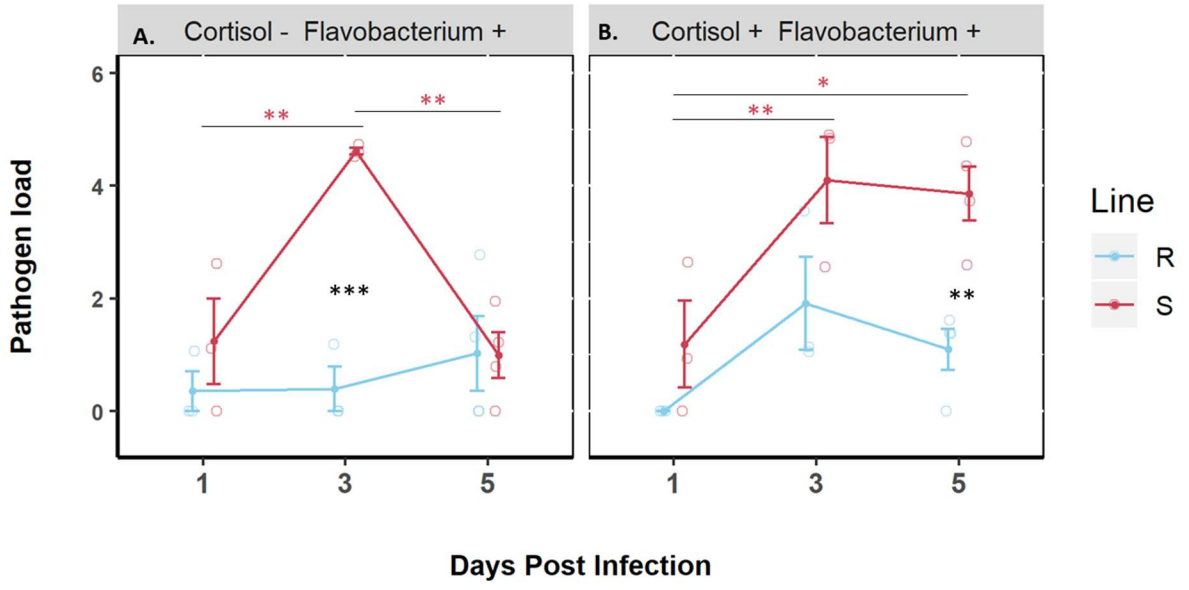 A. Cortisol - Flavobacterium +
B. Cortisol + Flavobacterium +
Pathogen load
6
4
2
0
**
**
***
*
**
**
1
3
5
1
3
5
Days Post Infection
Line
R
S